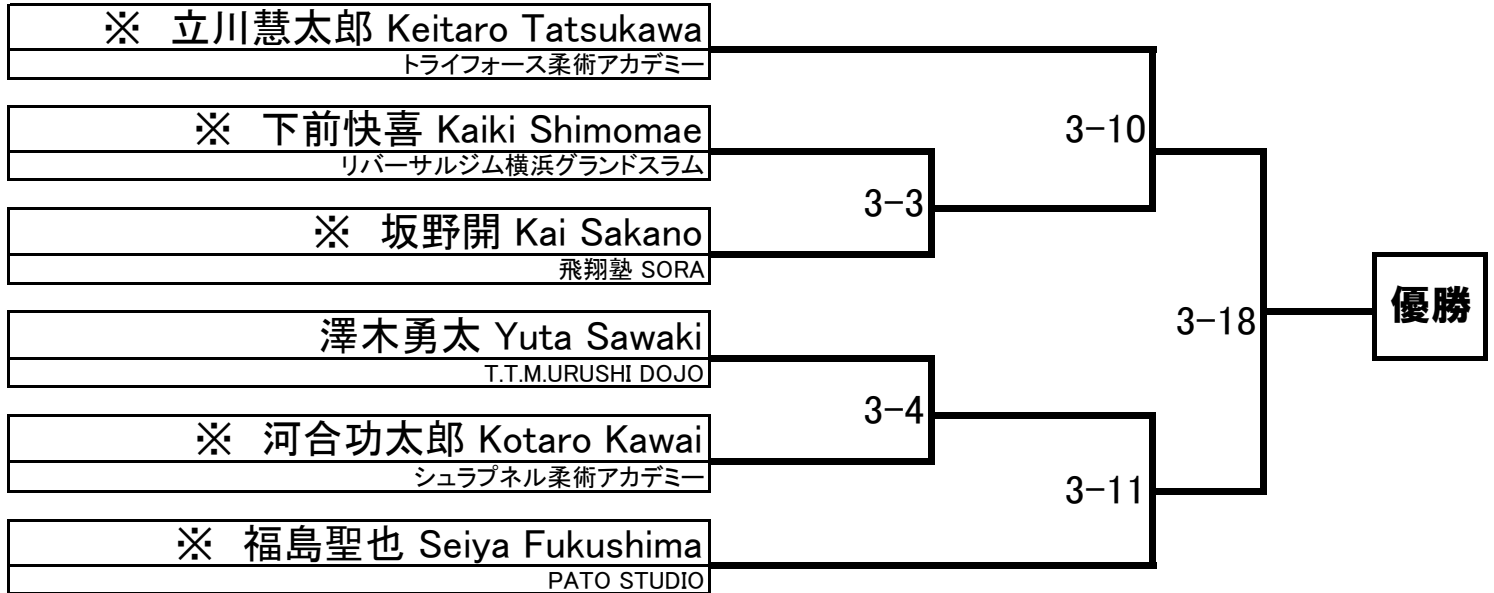 ※ 立川慧太郎 Keitaro Tatsukawa
トライフォース柔術アカデミー
※ 下前快喜 Kaiki Shimomae
リバーサルジム横浜グランドスラム
※ 坂野開 Kai Sakano
飛翔塾 SORA
澤木勇太 Yuta Sawaki
T.T.M.URUSHI DOJO
※ 河合功太郎 Kotaro Kawai
シュラプネル柔術アカデミー
※ 福島聖也 Seiya Fukushima
PATO STUDIO
3-3
3-4
3-10
3-11
3-18
優勝